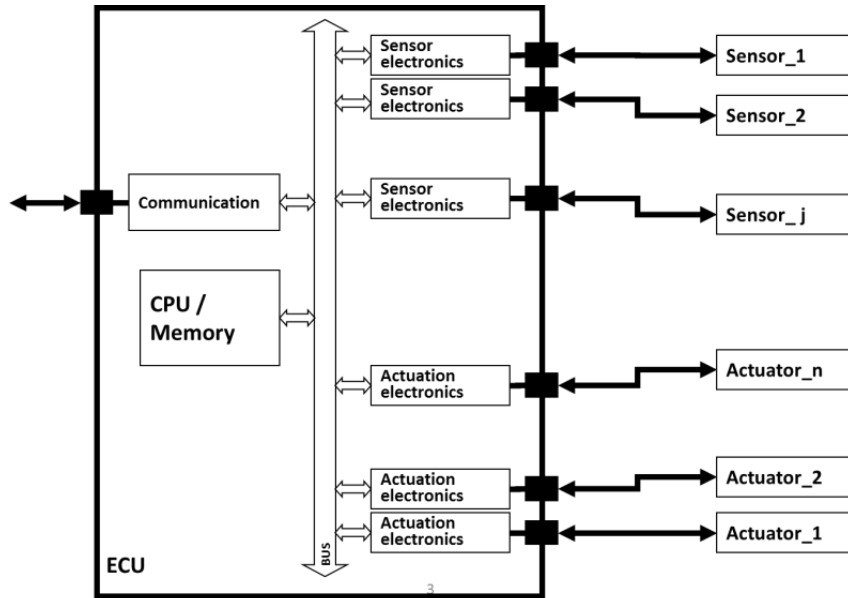 Sensor
electronics
Sensor_1
Sensor
electronics
Sensor_2
Communication
Sensor
electronics
Sensor_ j
CPU /
Memory
Actuation
electronics
Actuator_n
Actuation
electronics
Actuator_2
Actuation
electronics
Actuator_1
BUS
ECU
3